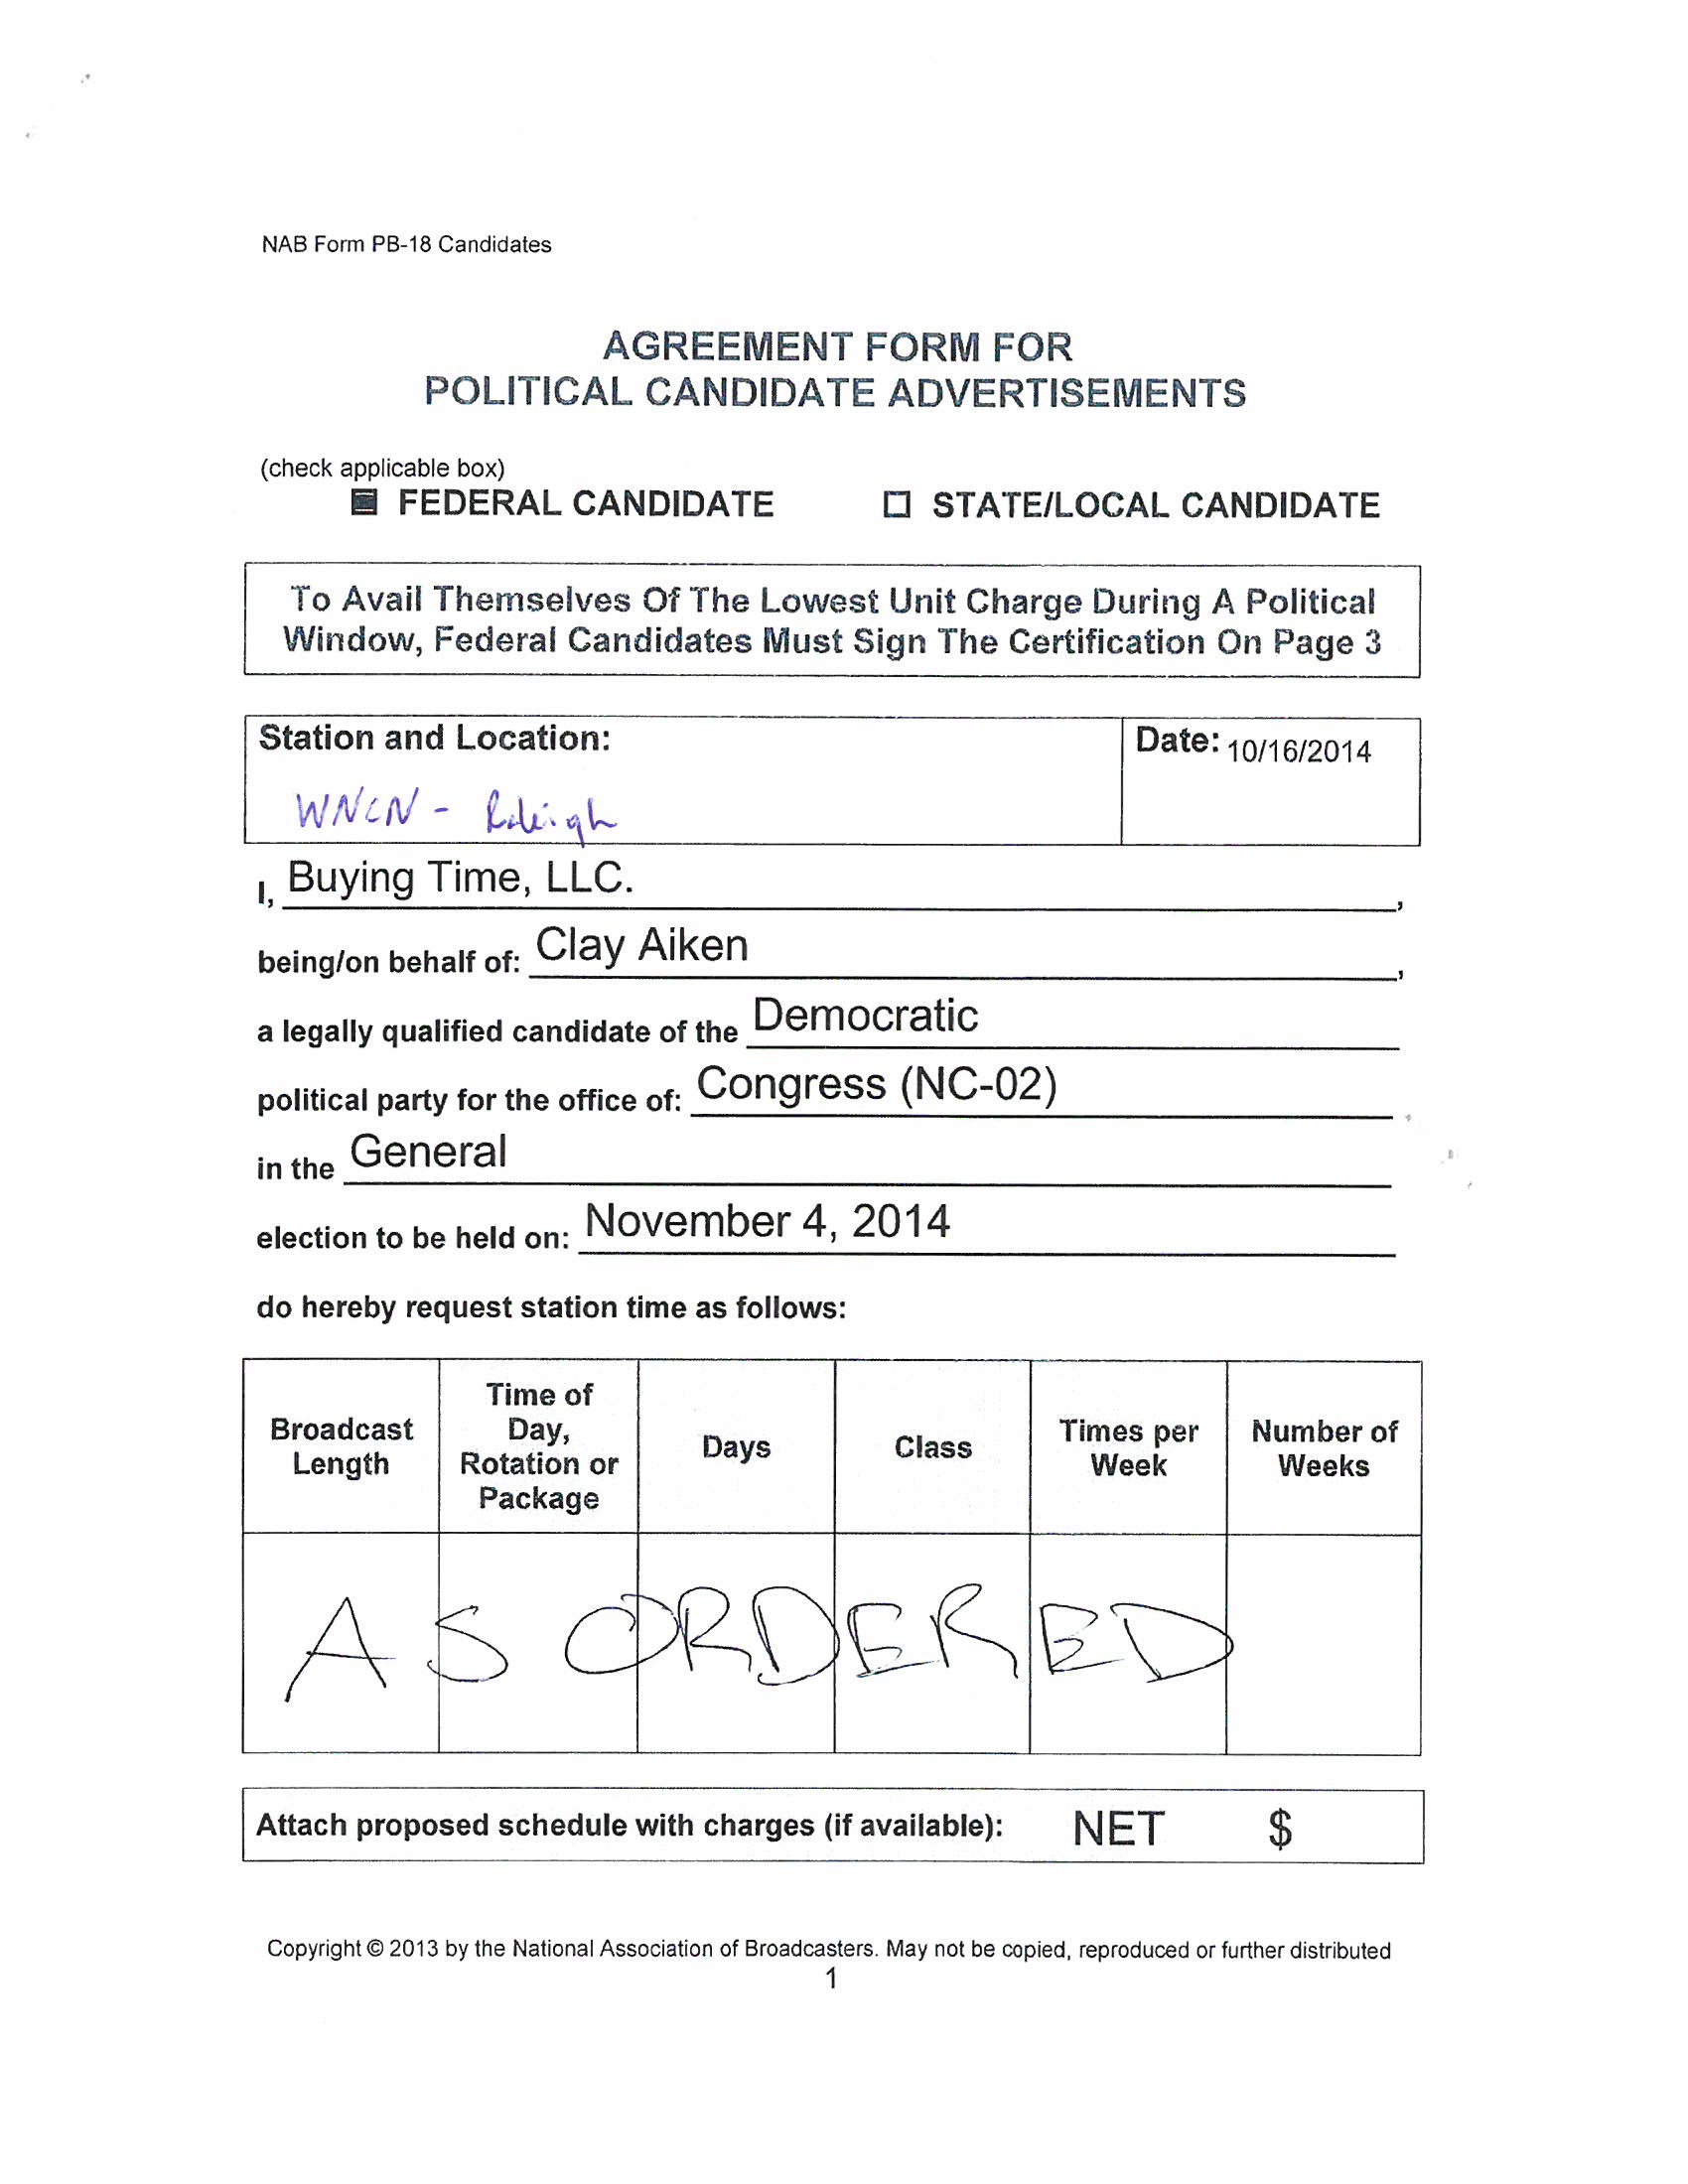 NAB Form PB-18 Candidates
AGREEMENT FORM FOR
POLITICAL CANDIDATE ADVERTISEMENTS
(check applicable box)
FEDERAL CANDIDATE ☐ STATE/LOCAL CANDIDATE
To Avail Themselves Of The Lowest Unit Charge During A Political
Window, Federal Candidates Must Sign The Certification On Page 3
Station and Location: Date: 10/16/2014
WNCN - Raleigh
I, Buying Time, LLC. ,
being/on behalf of: Clay Aiken ,
a legally qualified candidate of the Democratic
political party for the office of: Congress (NC-02)
in the General
election to be held on: November 4, 2014
do hereby request station time as follows:
Broadcast Length
Time of Day, Rotation or Package
Days
Class
Times per Week
Number of Weeks
AS ORDERED
Attach proposed schedule with charges (if available): NET $
Copyright © 2013 by the National Association of Broadcasters. May not be copied, reproduced or further distributed
1